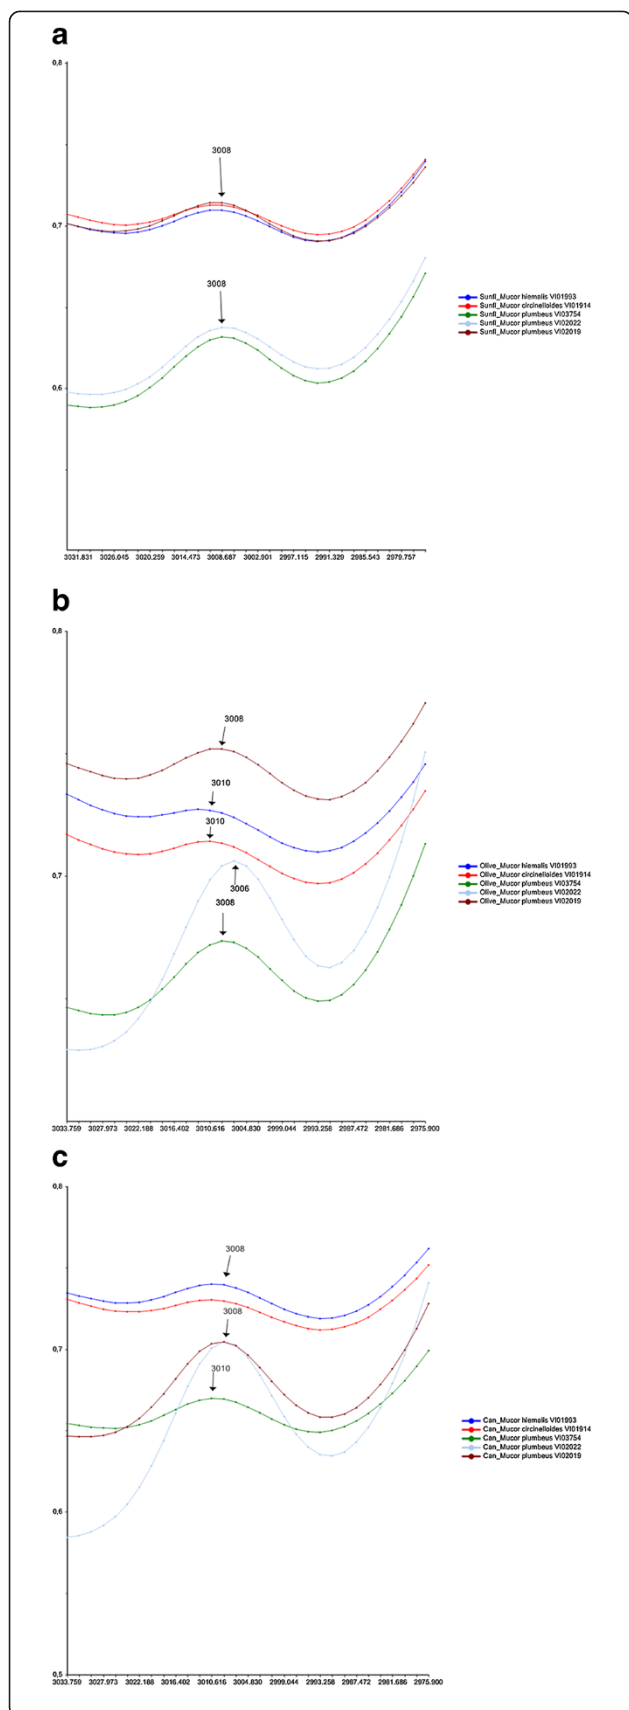 a
0,8
3008
0,7
3008
Sunfl_Mucor hiemalis VI01993
Sunfl_Mucor circinelloides VI01914
Sunfl_Mucor plumbeus VI03754
Sunfl_Mucor plumbeus VI02022
Sunfl_Mucor plumbeus VI02019
0,6
3031.831 3026.045 3020.259 3014.473 3008.687 3002.901 2997.115 2991.329 2985.543 2979.757
b
0,8
3008
3010
3010
0,7
3006
3008
Olive_Mucor hiemalis VI01993
Olive_Mucor circinelloides VI01914
Olive_Mucor plumbeus VI03754
Olive_Mucor plumbeus VI02022
Olive_Mucor plumbeus VI02019
3033.759 3027.973 3022.188 3016.402 3010.616 3004.830 2999.044 2993.258 2987.472 2981.686 2975.900
c
0,8
3008
3008
0,7
3010
Can_Mucor hiemalis VI01993
Can_Mucor circinelloides VI01914
Can_Mucor plumbeus VI03754
Can_Mucor plumbeus VI02022
Can_Mucor plumbeus VI02019
0,6
0,5
3033.759 3027.973 3022.188 3016.402 3010.616 3004.830 2999.044 2993.258 2987.472 2981.686 2975.900